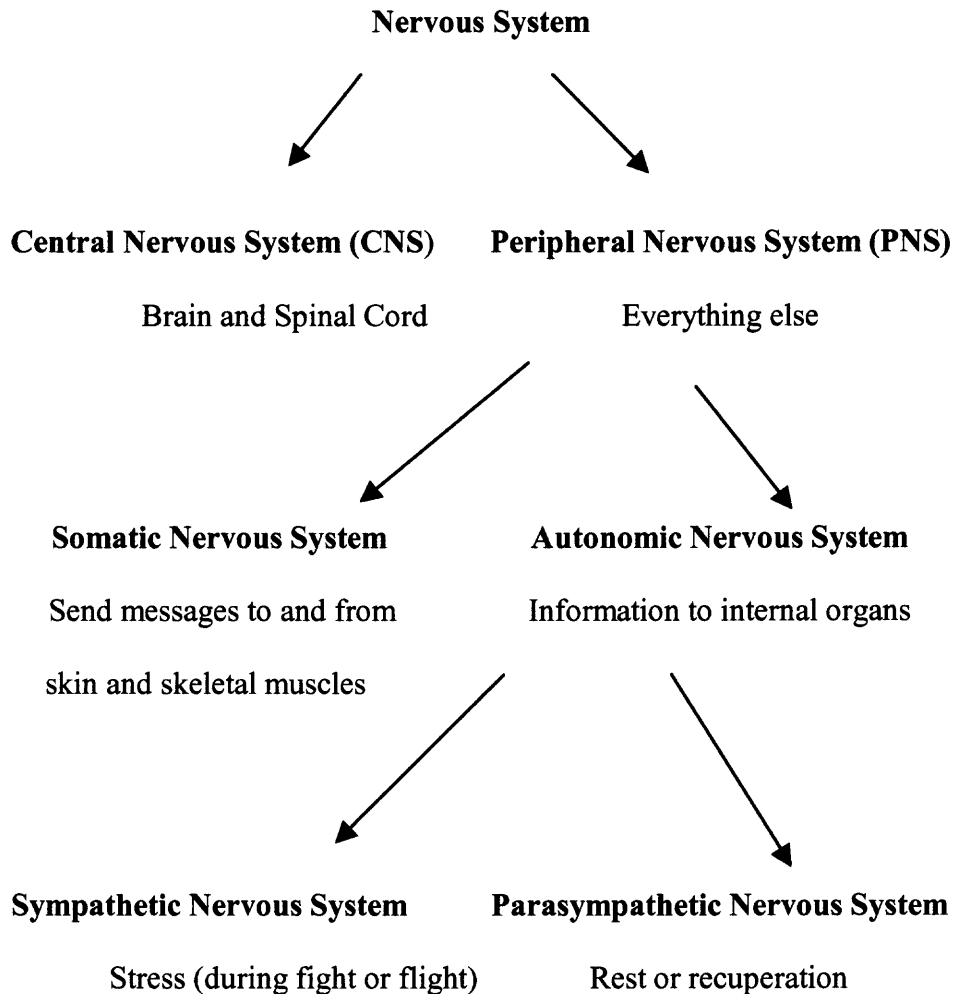 Nervous System
Central Nervous System (CNS)
Brain and Spinal Cord
Peripheral Nervous System (PNS)
Everything else
Somatic Nervous System
Send messages to and from
skin and skeletal muscles
Autonomic Nervous System
Information to internal organs
Sympathetic Nervous System
Stress (during fight or flight)
Parasympathetic Nervous System
Rest or recuperation